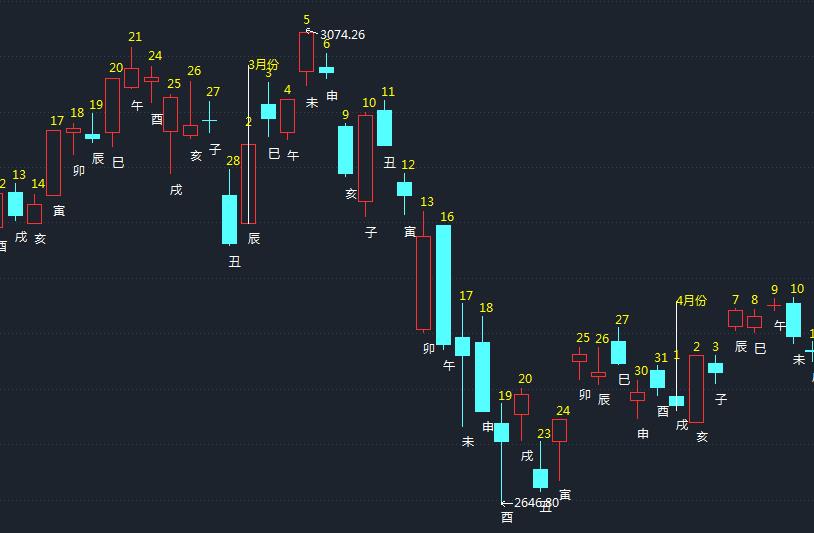 2
酉
13
戌
14
亥
17
寅
18
卯
19
辰
20
巳
21
午
24
酉
25
戌
26
亥
27
子
28
丑
3月份
2
辰
3
巳
4
午
5
3074.26
未
6
申
9
亥
10
子
11
丑
12
寅
13
卯
16
午
17
未
18
申
19
2646.80
酉
20
戌
23
丑
24
寅
25
卯
26
辰
27
巳
30
申
31
酉
4月份
1
戌
2
亥
3
子
7
辰
8
巳
9
午
10
未